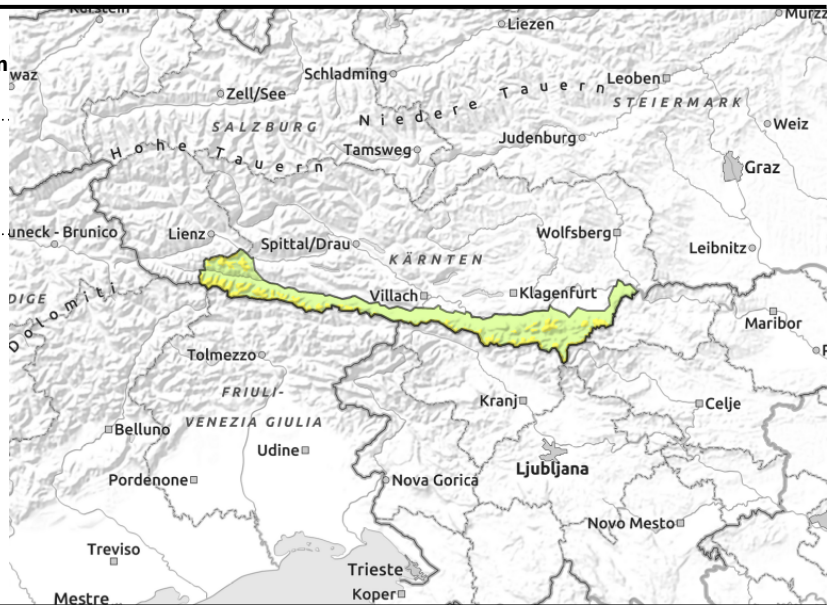 Liezen
Schladming
Leoben
Zell/See
Niedere Tauern
STEIERMARK
SALZBURG
Weiz
Hohe Tauern
Tamsweg
Judenburg
Graz
uneck - Brunico
Lienz
Spittal/Drau
Wolfsberg
KÄRNTEN
Leibnitz
Villach
Klagenfurt
DIGE
Dolomiti
Maribor
Tolmezzo
FRIULI-
VENEZIA GIULIA
Kranj
Celje
Belluno
Udine
Ljubljana
Pordenone
Nova Gorica
Novo Mesto
Treviso
Trieste
Koper
Mestre